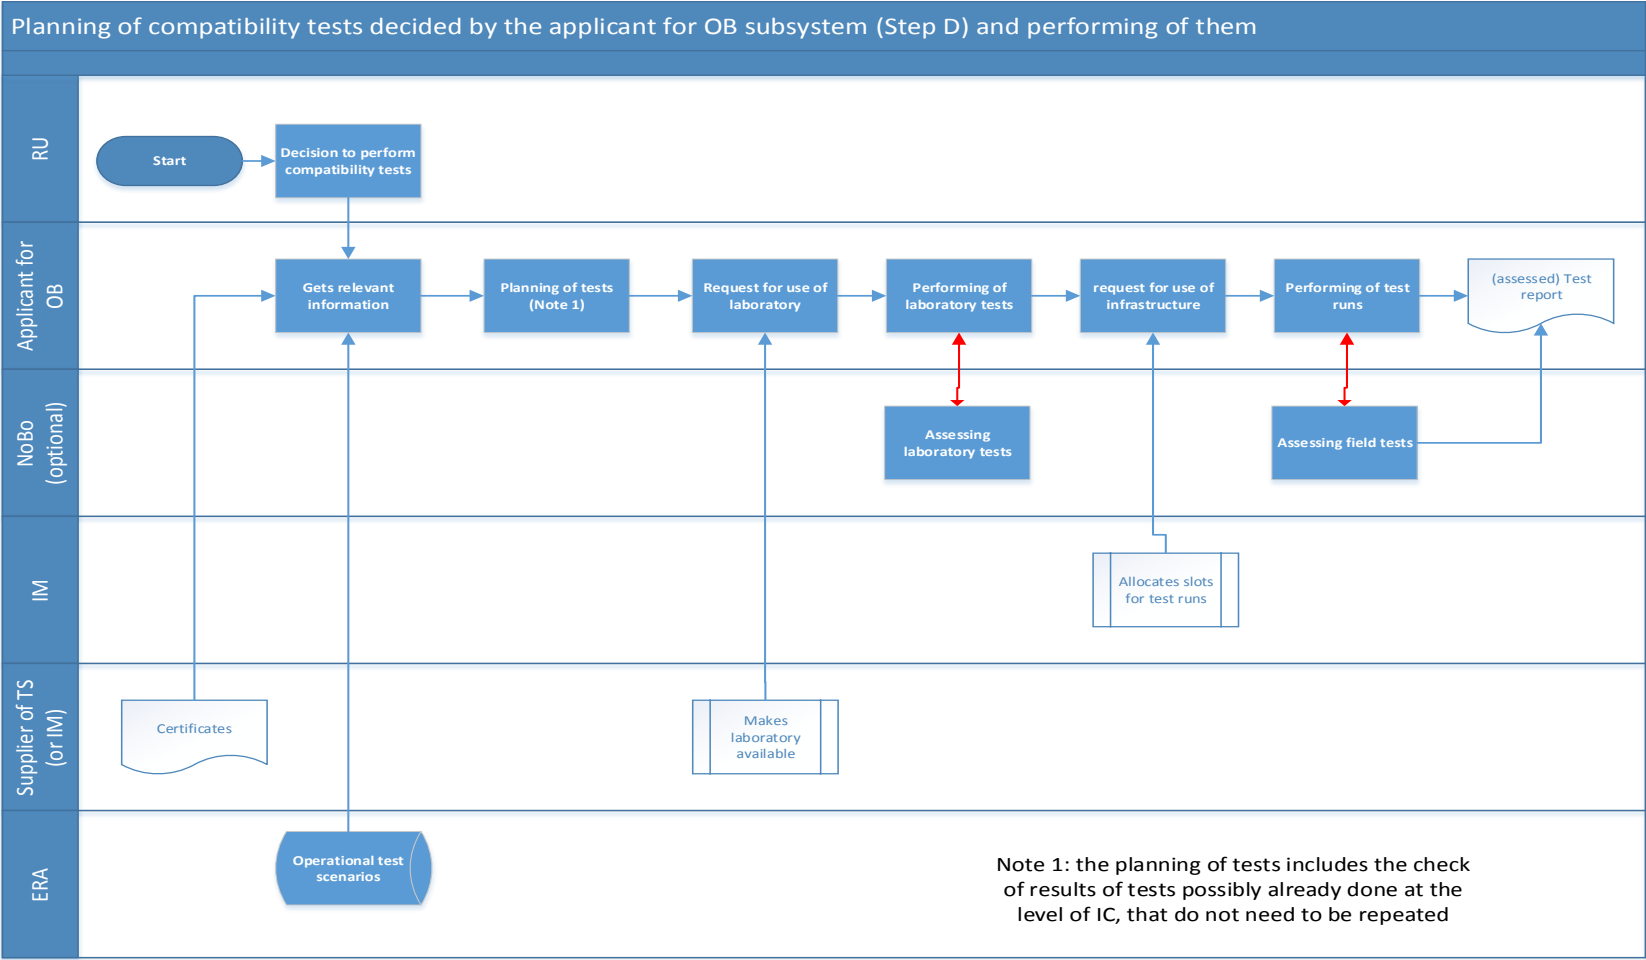 Planning of compatibility tests decided by the applicant for OB subsystem (Step D) and performing of them
RU
Start
Decision to perform
compatibility tests
Applicant for
OB
Gets relevant
information
Planning of tests
(Note 1)
Request for use of
laboratory
Performing of
laboratory tests
request for use of
infrastructure
Performing of test
runs
(assessed) Test
report
NoBo
(optional)
Assessing
laboratory tests
Assessing field tests
IM
Allocates slots
for test runs
Supplier of TS
(or IM)
Certificates
Makes
laboratory
available
ERA
Operational test
scenarios
Note 1: the planning of tests includes the check
of results of tests possibly already done at the
level of IC, that do not need to be repeated